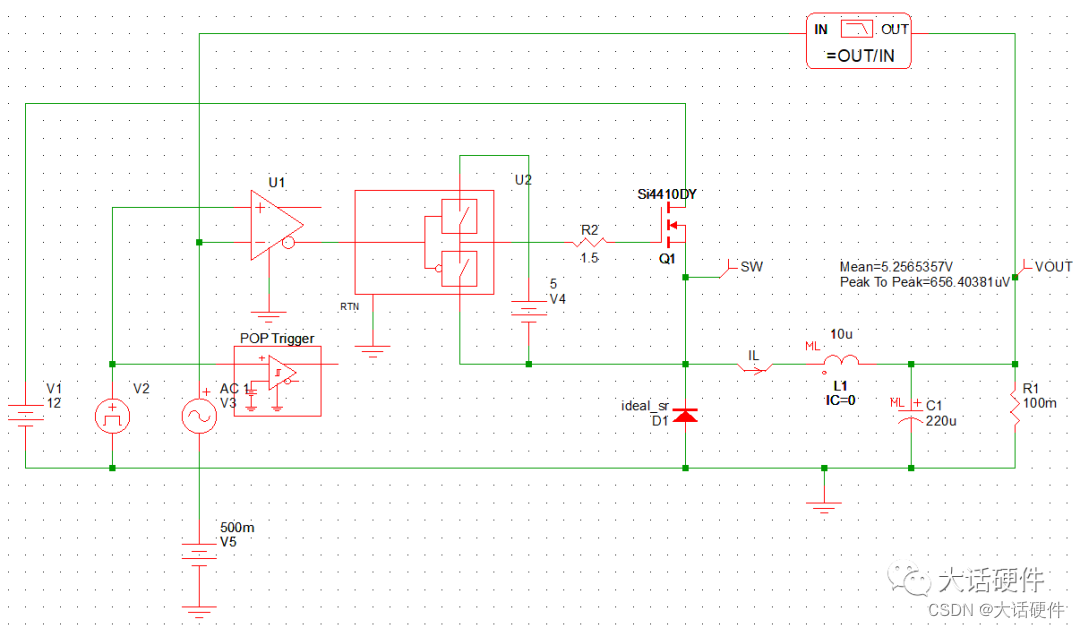 IN OUT
=OUT/IN
U1
U2
Si4410DY
R2
1.5
Q1
SW
Mean=5.2565357V
Peak To Peak=656.40381uV
VOUT
5
V4
RTN
POP Trigger
10u
IL
ML
L1
IC=0
V1
12
V2
AC 1
V3
ideal_sr
D1
ML
C1
220u
R1
100m
500m
V5
大话硬件
CSDN @大话硬件